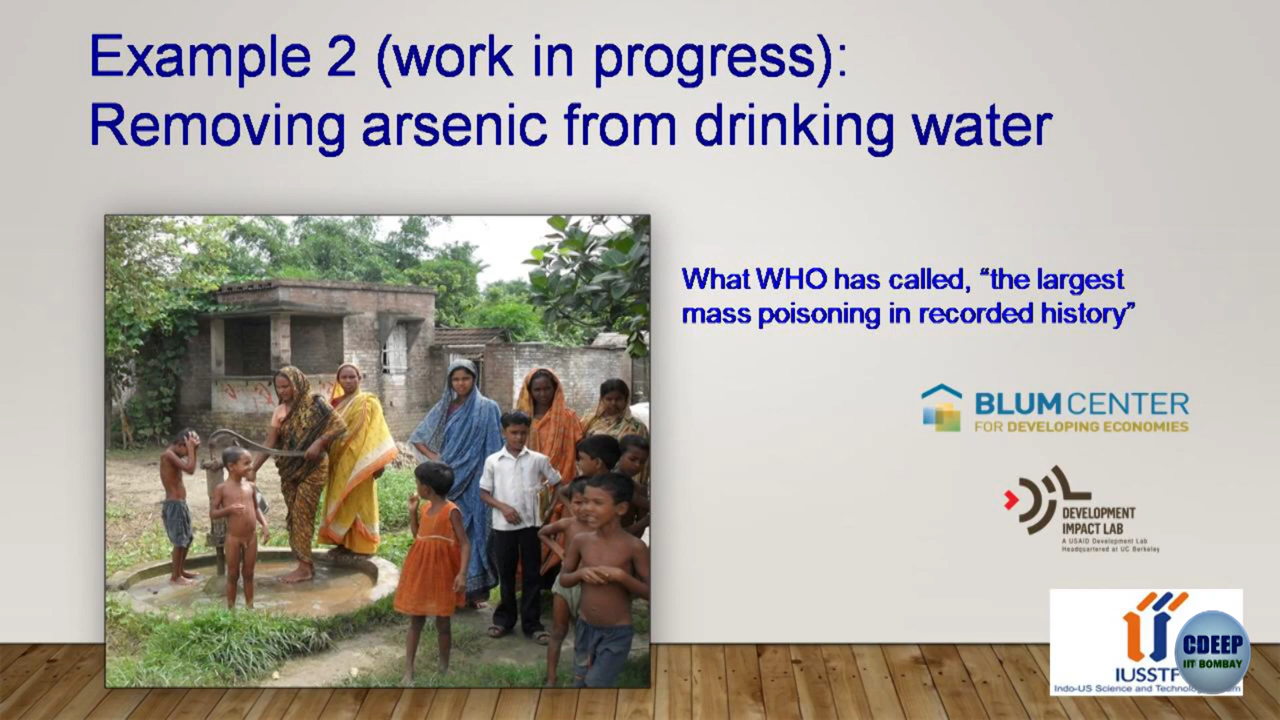 Example 2 (work in progress):
Removing arsenic from drinking water
What WHO has called, “the largest
mass poisoning in recorded history”
BLUM CENTER
FOR DEVELOPING ECONOMIES
DIL
DEVELOPMENT
IMPACT LAB
A USAID Development Lab
Headquartered at UC Berkeley
CDEEP
IIT BOMBAY
IUSSTF
Indo-US Science and